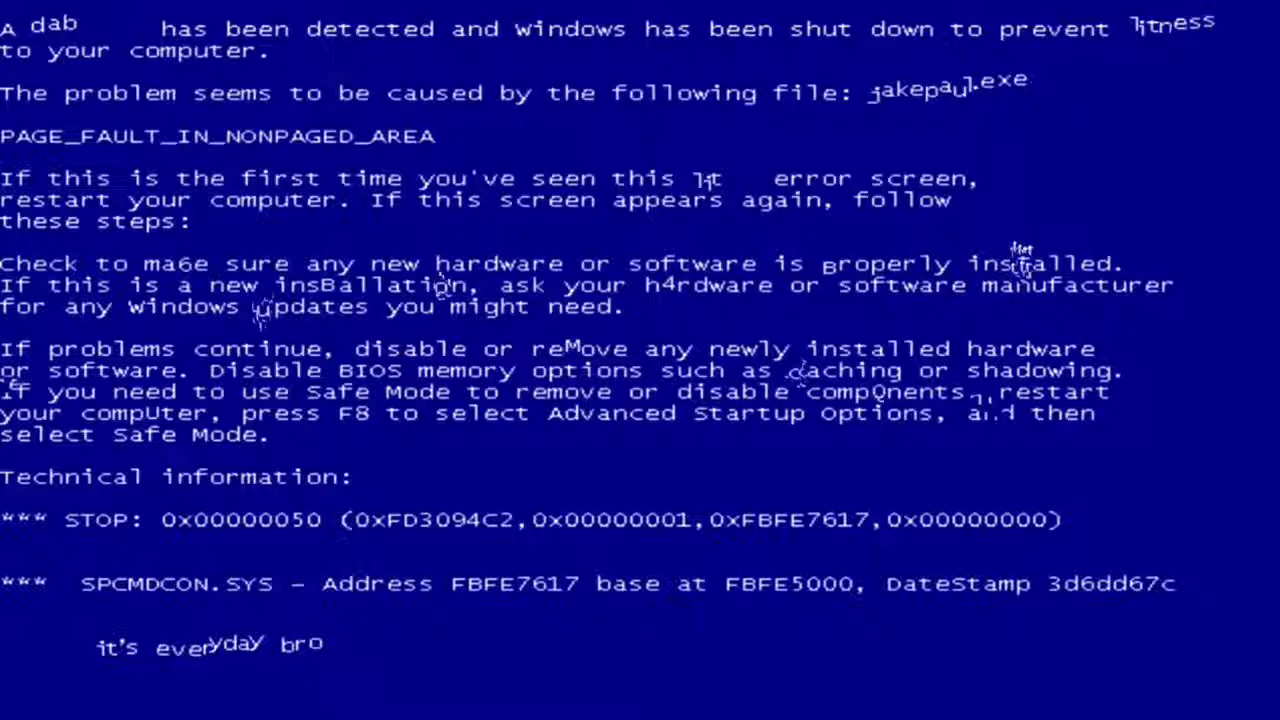 A dab has been detected and Windows has been shut down to prevent litness
to your computer.
The problem seems to be caused by the following file: jakepaul.exe
PAGE_FAULT_IN_NONPAGED_AREA
If this is the first time you've seen this lit error screen,
restart your computer. If this screen appears again, follow
these steps:
Check to ma6e sure any new hardware or software is Broperly installed.
If this is a new insBallation, ask your h4rdware or software manufacturer
for any Windows updates you might need.
If problems continue, disable or reMove any newly installed hardware
or software. Disable BIOS memory options such as caching or shadowing.
If you need to use Safe Mode to remove or disable compQnents, restart
your compUter, press F8 to select Advanced Startup Options, and then
select Safe Mode.
Technical information:
*** STOP: 0x00000050 (0xFD3094C2,0x00000001,0xFBFE7617,0x00000000)
*** SPCMDCON.SYS – Address FBFE7617 base at FBFE5000, DateStamp 3d6dd67c
it's everyday bro